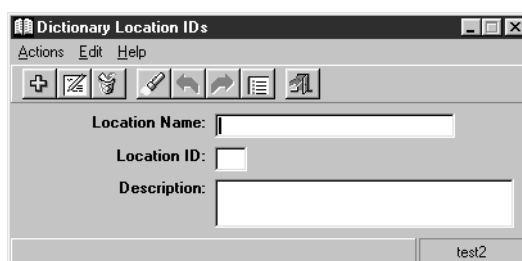 Dictionary Location IDs
Actions Edit Help
Location Name:
Location ID:
Description:
test2